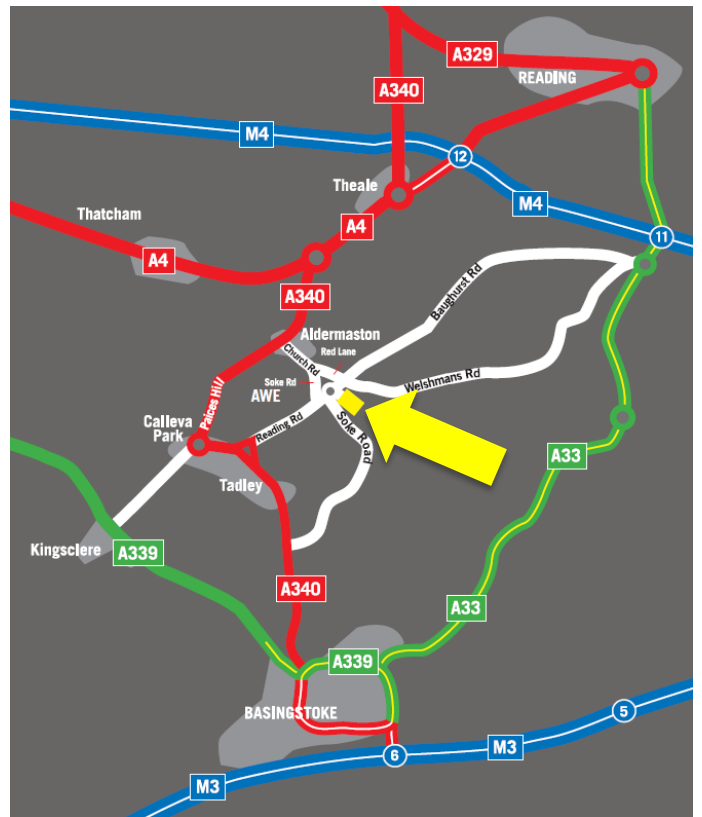 A329
READING
A340
M4
12
Theale
M4
Thatcham
A4
11
A4
A340
Baughurst Rd
Aldermaston
Church Rd
Red Lane
Welshmans Rd
Soke Rd
AWE
Paices Hill
Calleva
Park
Reading Rd
Soke Road
A33
Tadley
Kingsclere
A339
A340
A33
A339
BASINGSTOKE
5
M3
6
M3